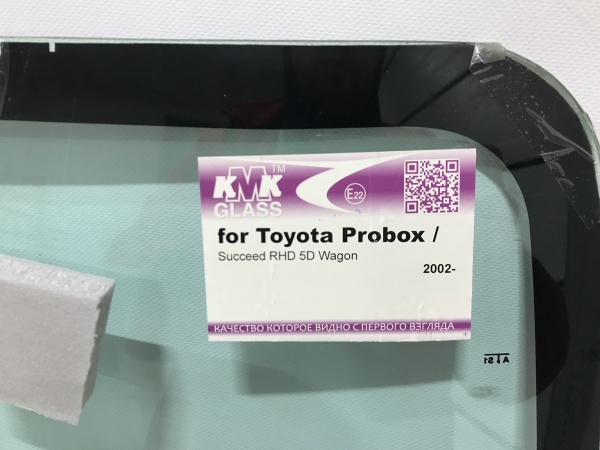 KMK™
GLASS
E22
for Toyota Probox /
Succeed RHD 5D Wagon
2002-
КАЧЕСТВО КОТОРОЕ ВИДНО С ПЕРВОГО ВЗГЛЯДА